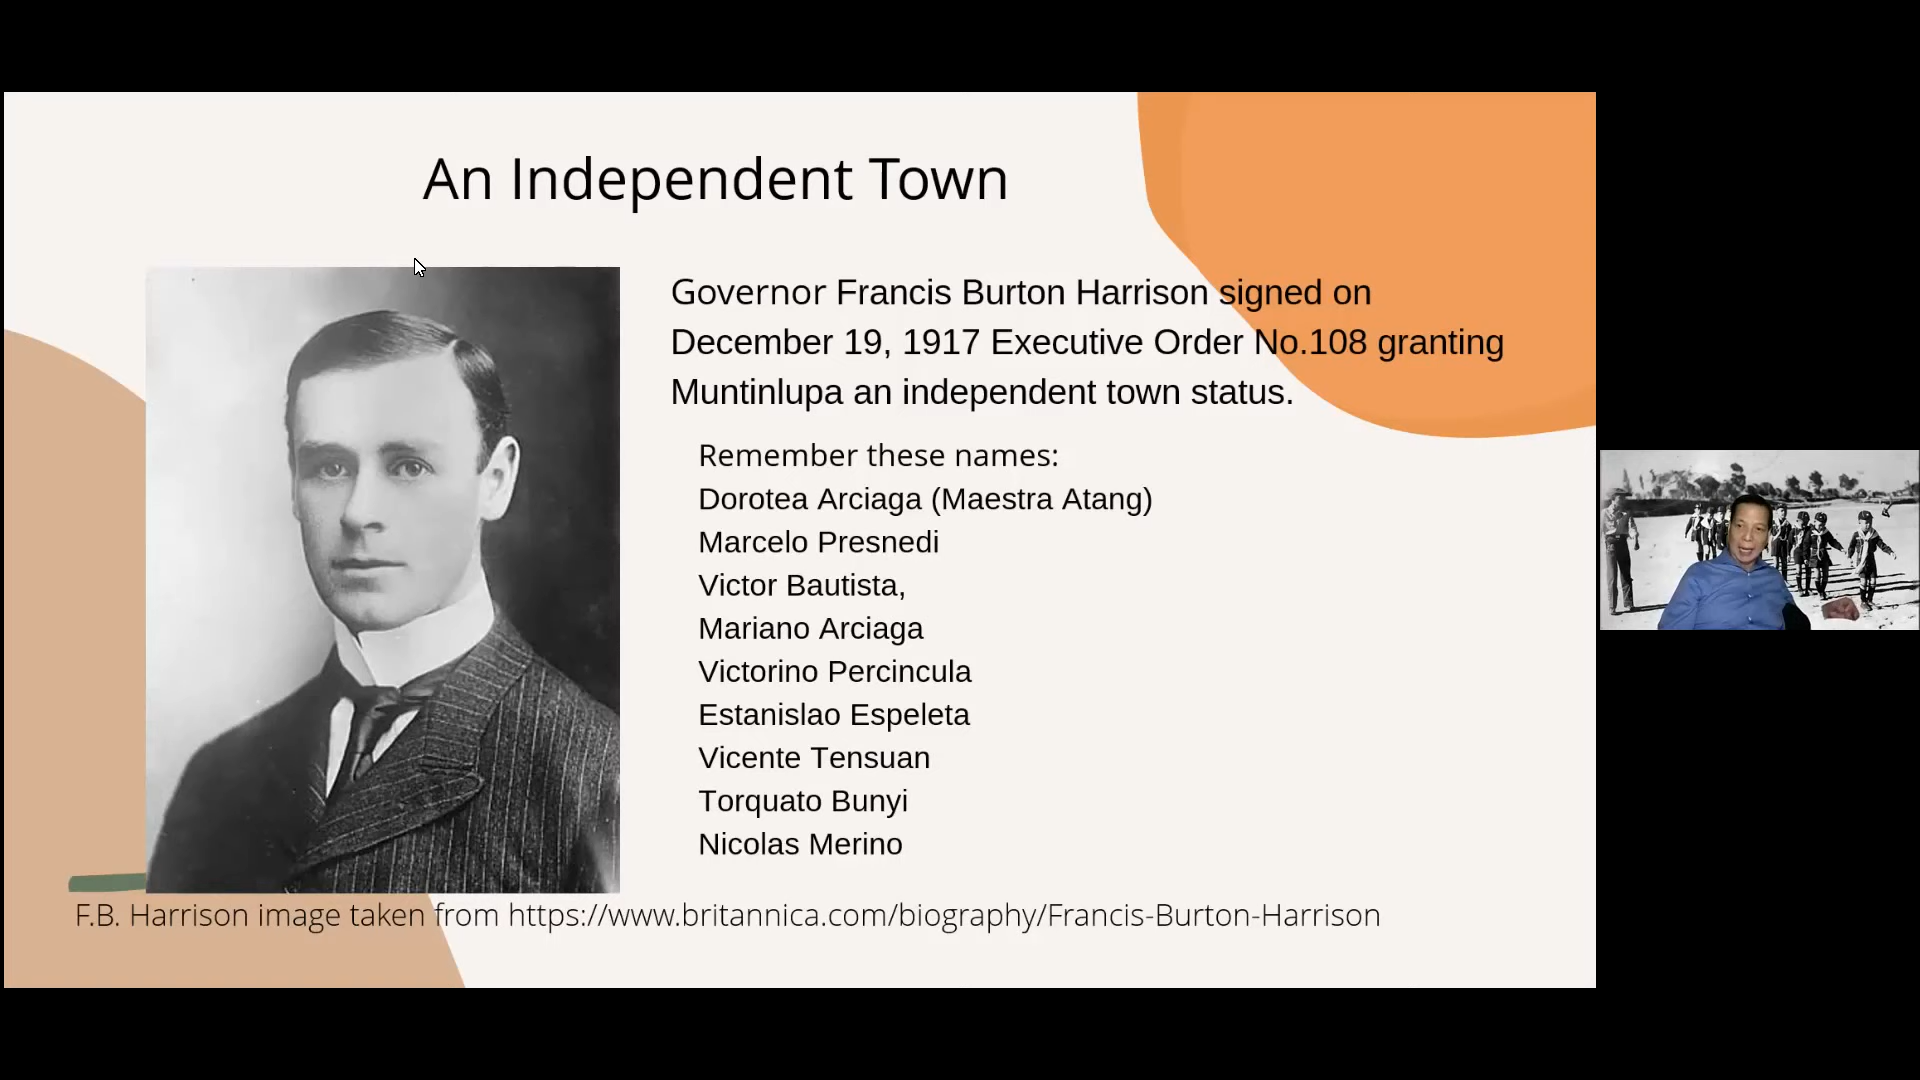 An Independent Town
Governor Francis Burton Harrison signed on
December 19, 1917 Executive Order No.108 granting
Muntinlupa an independent town status.
Remember these names:
Dorotea Arciaga (Maestra Atang)
Marcelo Presnedi
Victor Bautista,
Mariano Arciaga
Victorino Percincula
Estanislao Espeleta
Vicente Tensuan
Torquato Bunyi
Nicolas Merino
F.B. Harrison image taken from https://www.britannica.com/biography/Francis-Burton-Harrison